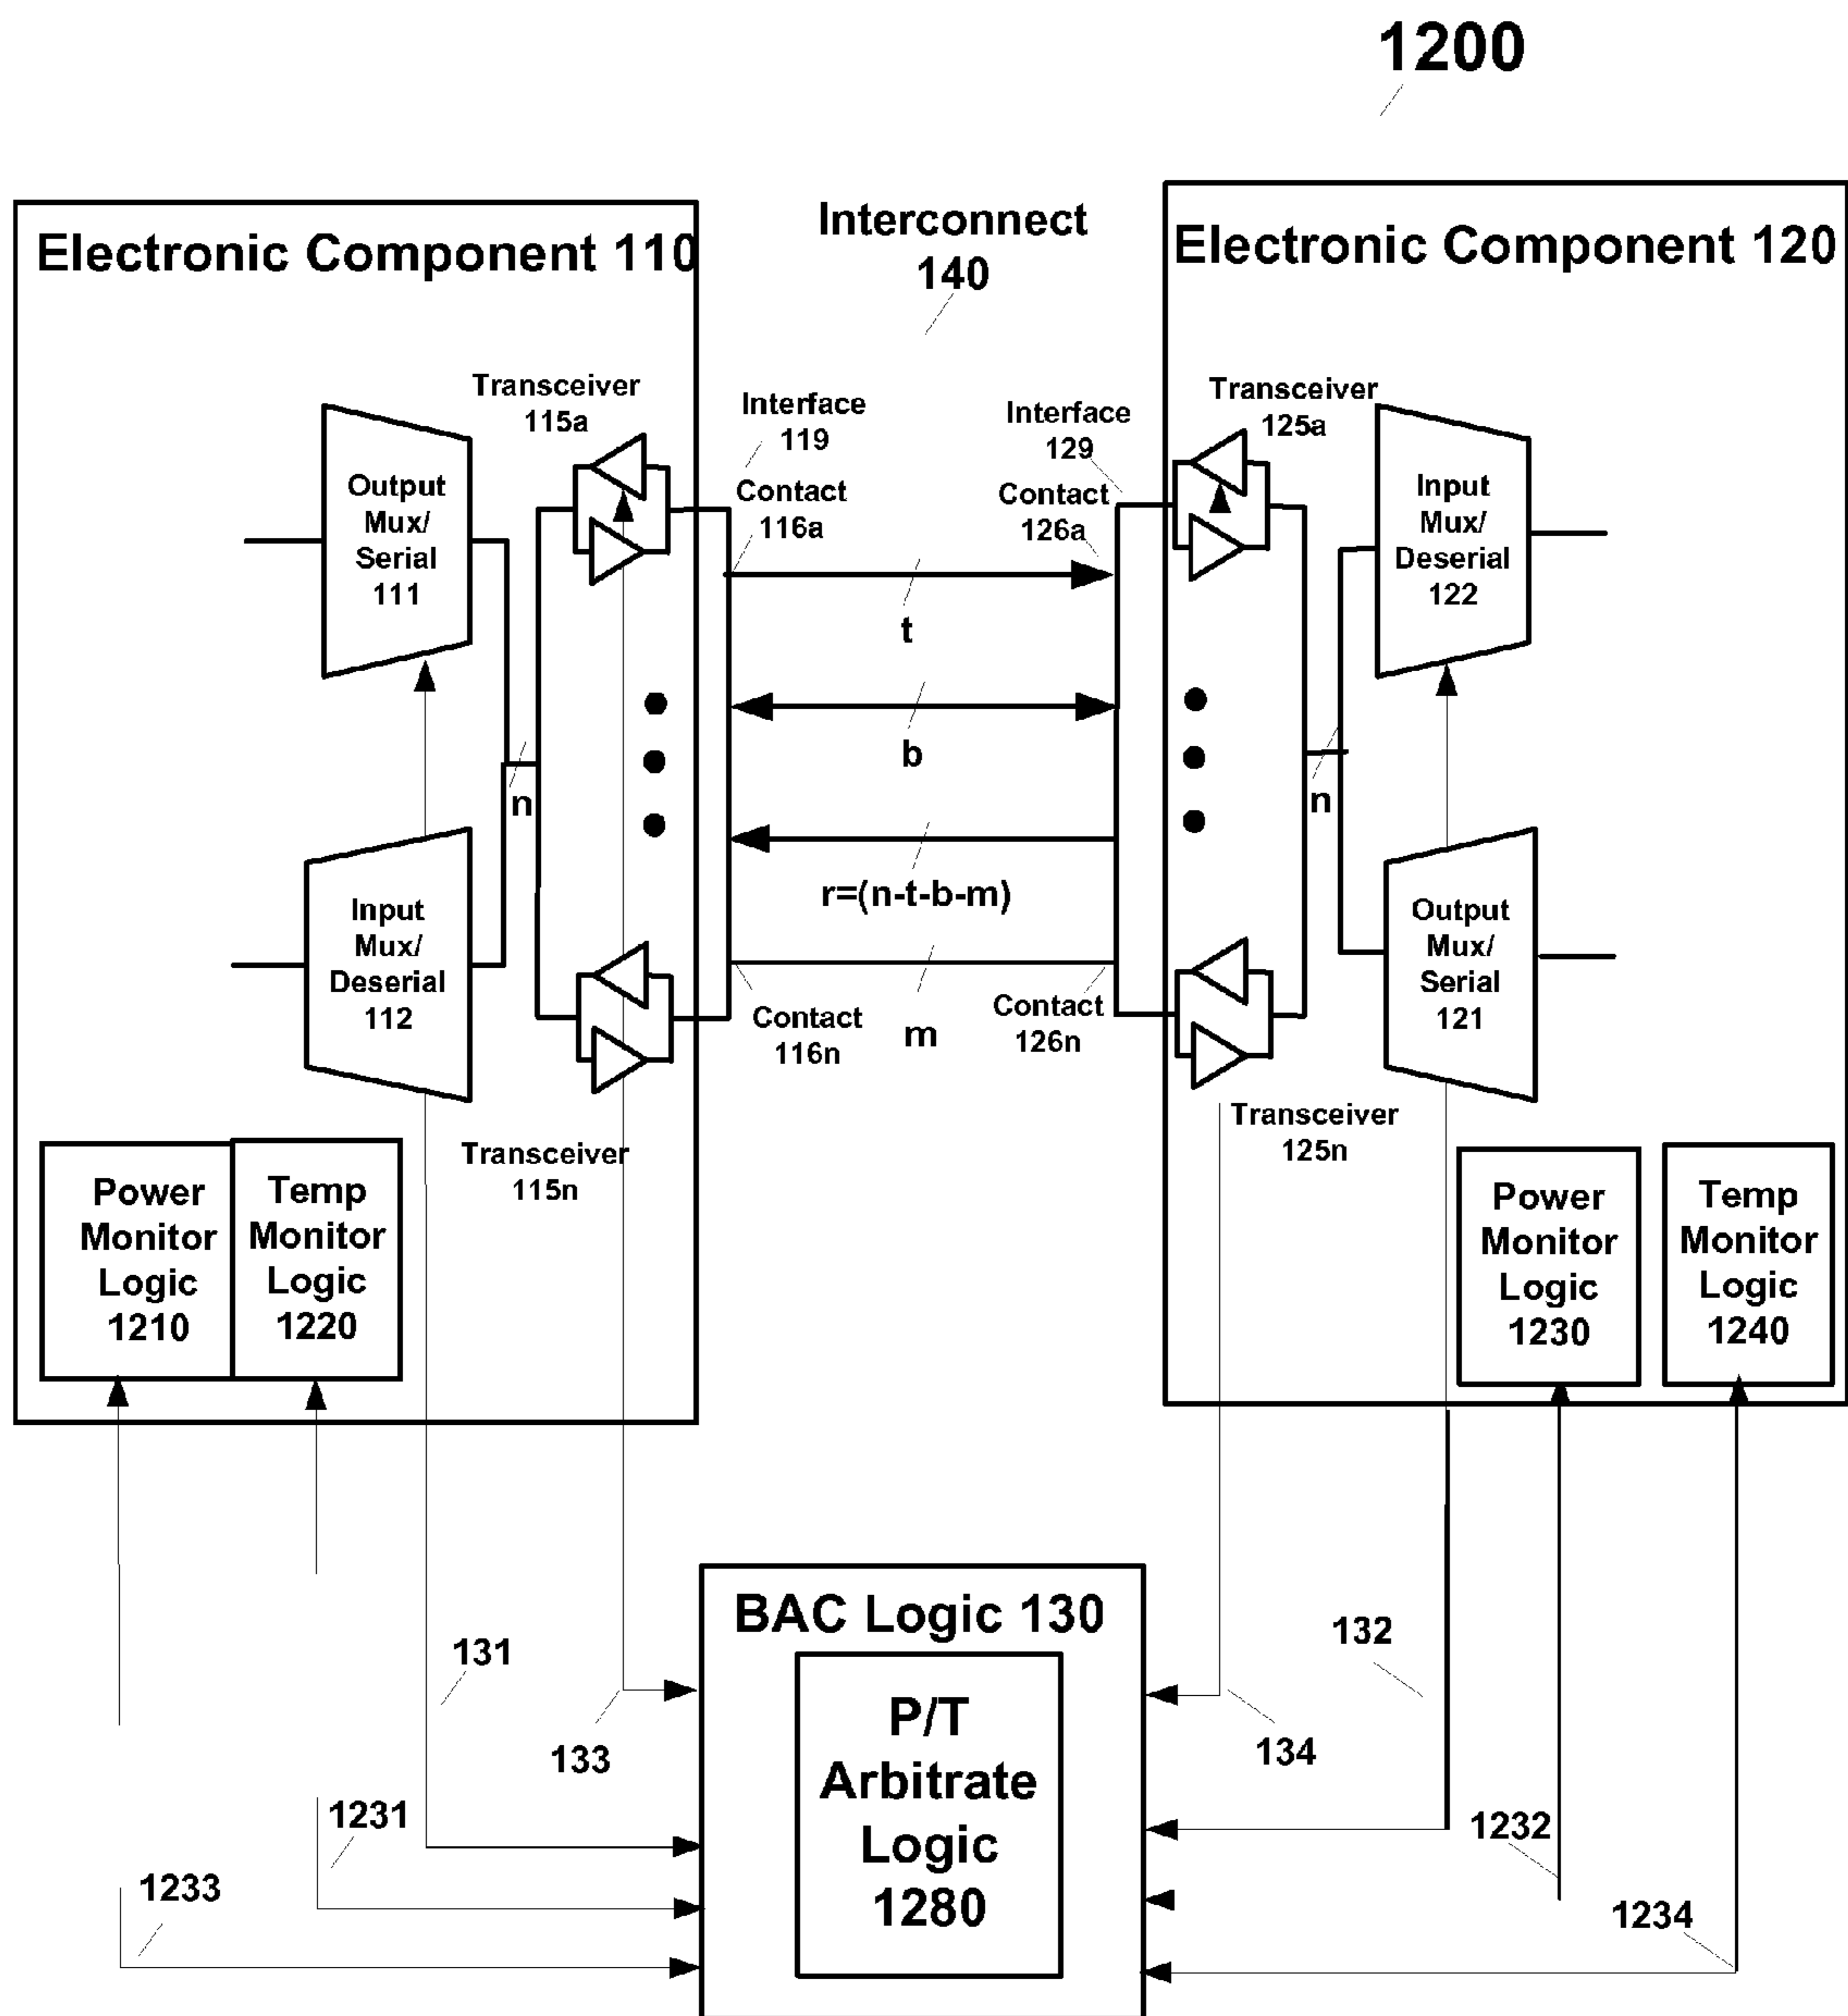 1200
Electronic Component 110
Interconnect
140
Electronic Component 120
Transceiver
115a
Interface
119
Interface
129
Transceiver
125a
Output
Mux/
Serial
111
Contact
116a
Contact
126a
Input
Mux/
Deserial
122
t
b
n
n
r=(n-t-b-m)
Input
Mux/
Deserial
112
Output
Mux/
Serial
121
Contact
116n
m
Contact
126n
Transceiver
115n
Transceiver
125n
Power
Monitor
Logic
1210
Temp
Monitor
Logic
1220
Power
Monitor
Logic
1230
Temp
Monitor
Logic
1240
BAC Logic 130
P/T
Arbitrate
Logic
1280
131
133
132
134
1231
1233
1232
1234